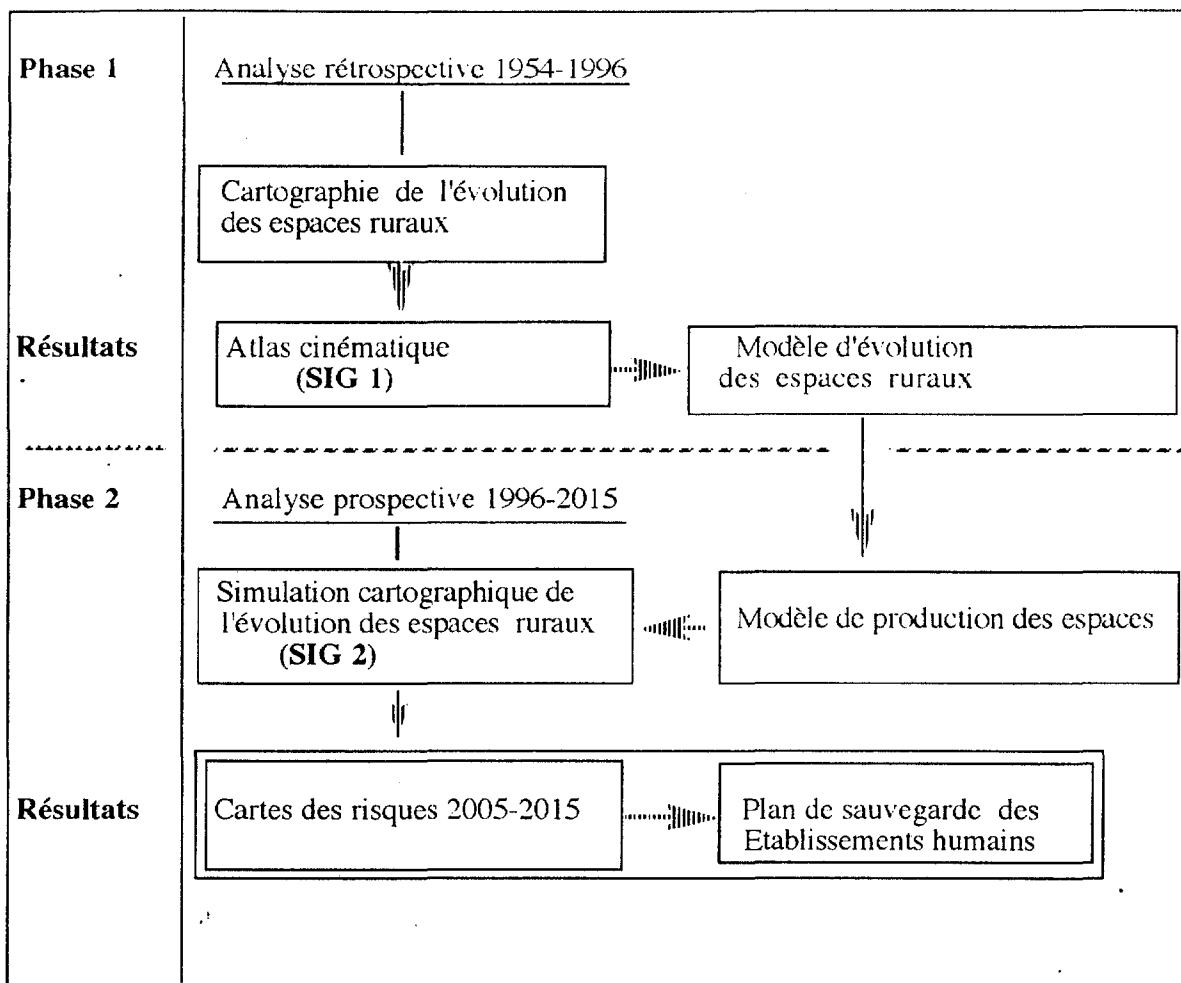 Phase 1
Analyse rétrospective 1954-1996
Cartographie de l'évolution
des espaces ruraux
Résultats
Atlas cinématique
(SIG 1)
Modèle d'évolution
des espaces ruraux
Phase 2
Analyse prospective 1996-2015
Simulation cartographique de
l'évolution des espaces ruraux
(SIG 2)
Modèle de production des espaces
Résultats
Cartes des risques 2005-2015
Plan de sauvegarde des
Etablissements humains